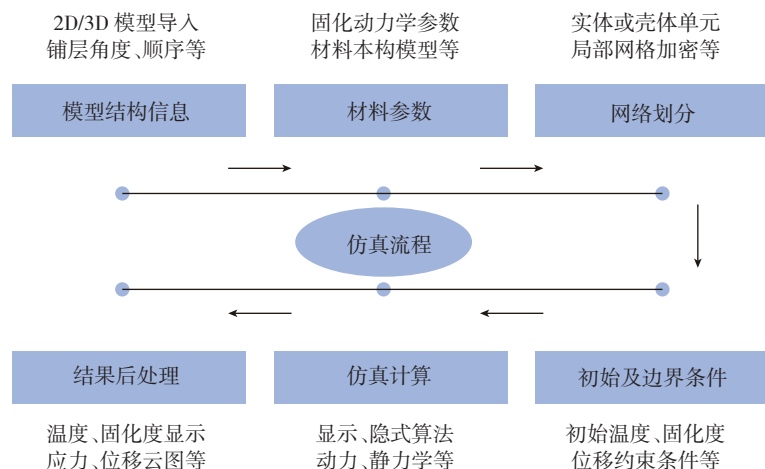 2D/3D 模型导入
铺层角度、顺序等
固化动力学参数
材料本构模型等
实体或壳体单元
局部网格加密等
模型结构信息
材料参数
网络划分
仿真流程
结果后处理
仿真计算
初始及边界条件
温度、固化度显示
应力、位移云图等
显示、隐式算法
动力、静力学等
初始温度、固化度
位移约束条件等